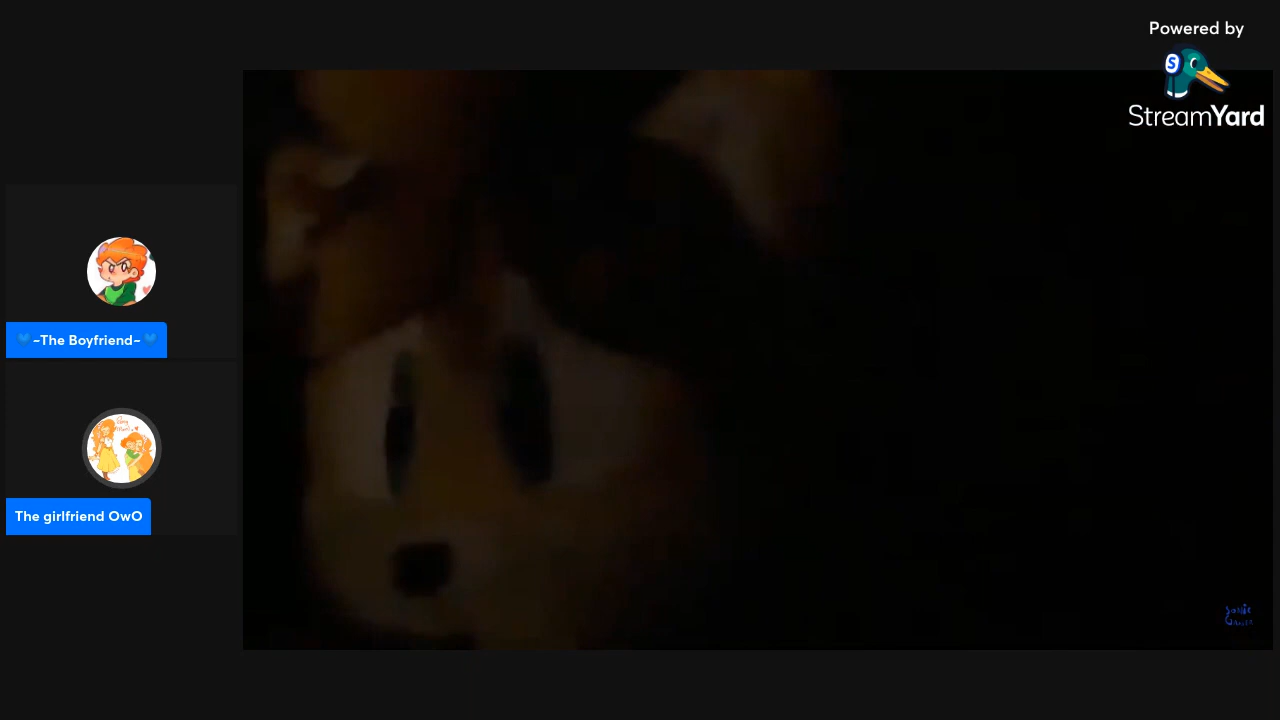 Powered by
StreamYard
S
💙~The Boyfriend~💙
The girlfriend OwO